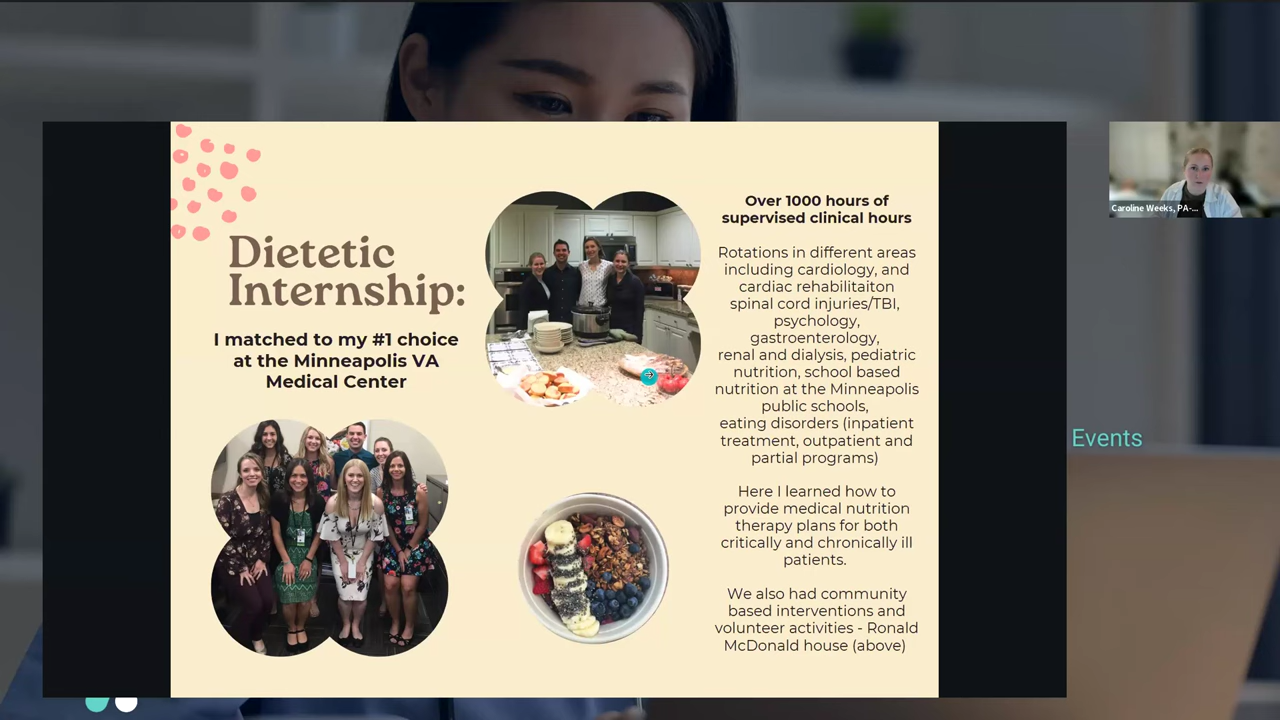 Dietetic
Internship:
I matched to my #1 choice
at the Minneapolis VA
Medical Center
Over 1000 hours of
supervised clinical hours
Rotations in different areas
including cardiology, and
cardiac rehabilitaiton
spinal cord injuries/TBI,
psychology,
gastroenterology,
renal and dialysis, pediatric
nutrition, school based
nutrition at the Minneapolis
public schools,
eating disorders (inpatient
treatment, outpatient and
partial programs)
Here I learned how to
provide medical nutrition
therapy plans for both
critically and chronically ill
patients.
We also had community
based interventions and
volunteer activities - Ronald
McDonald house (above)
Caroline Weeks, PA-...
Events